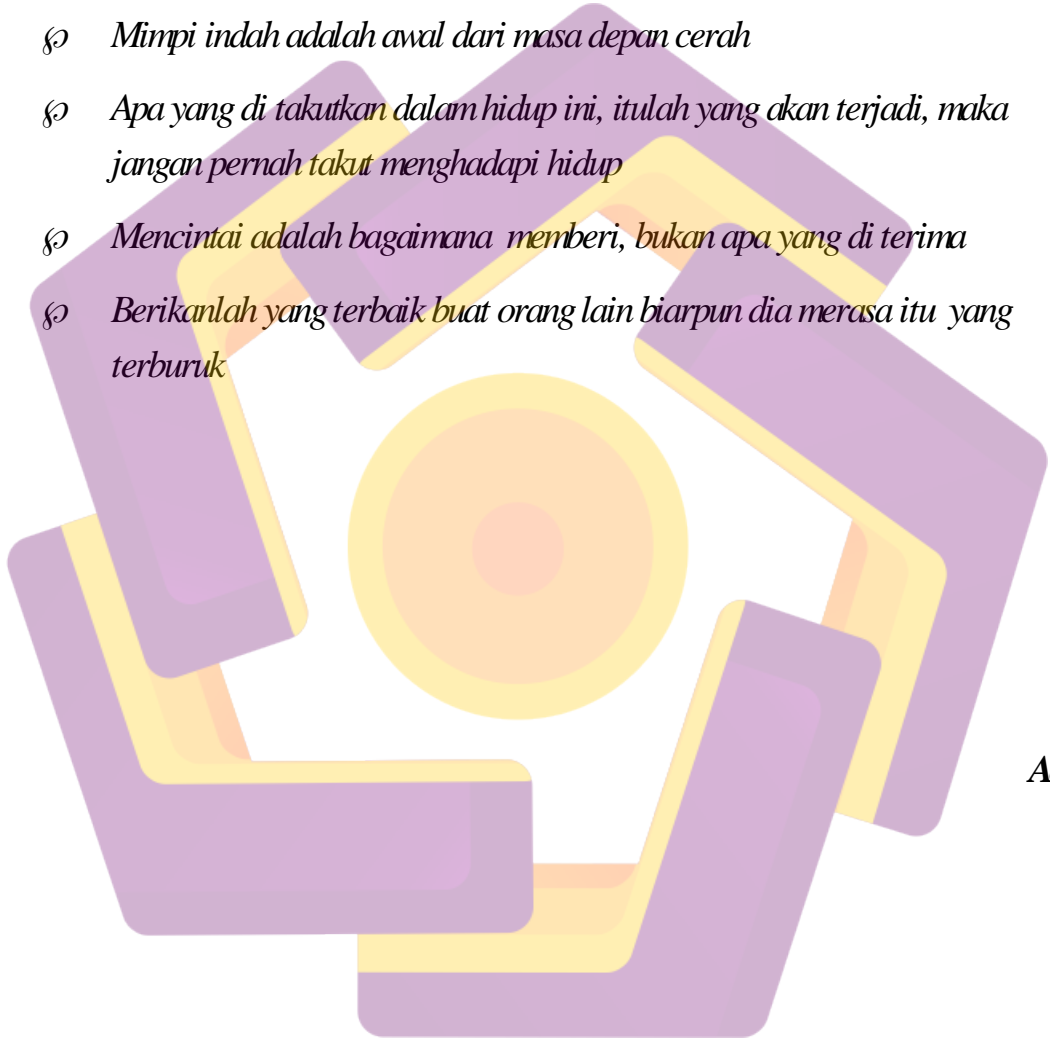 ℘ Mimpi indah adalah awal dari masa depan cerah
℘ Apa yang di takutkan dalam hidup ini, itulah yang akan terjadi, maka
jangan pernah takut menghadapi hidup
℘ Mencintai adalah bagaimana memberi, bukan apa yang di terima
℘ Berikanlah yang terbaik buat orang lain biarpun dia merasa itu yang
terburuk
A